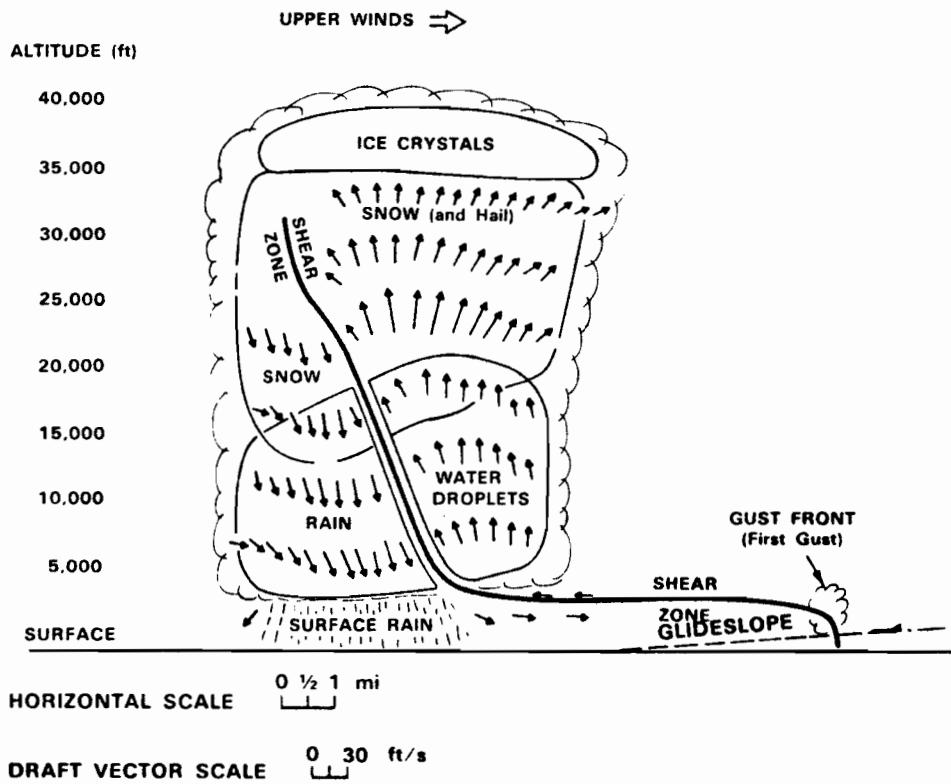 UPPER WINDS
ALTITUDE (ft)
40,000
ICE CRYSTALS
35,000
SNOW (and Hail)
30,000
SHEAR
ZONE
25,000
20,000
SNOW
15,000
WATER
DROPLETS
10,000
RAIN
GUST FRONT
(First Gust)
5,000
SHEAR
ZONE
GLIDESLOPE
SURFACE RAIN
SURFACE
0 ½ 1 mi
HORIZONTAL SCALE
0 30 ft/s
DRAFT VECTOR SCALE